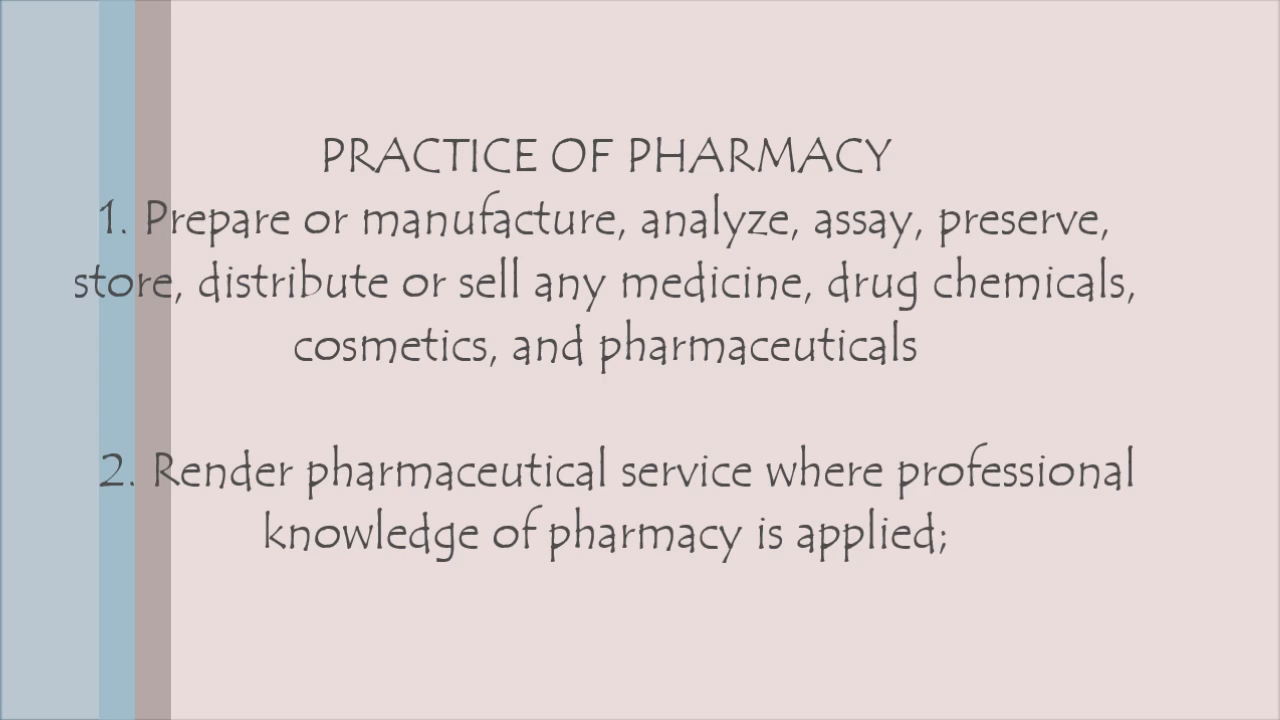 PRACTICE OF PHARMACY
1. Prepare or manufacture, analyze, assay, preserve,
store, distribute or sell any medicine, drug chemicals,
cosmetics, and pharmaceuticals
2. Render pharmaceutical service where professional
knowledge of pharmacy is applied;